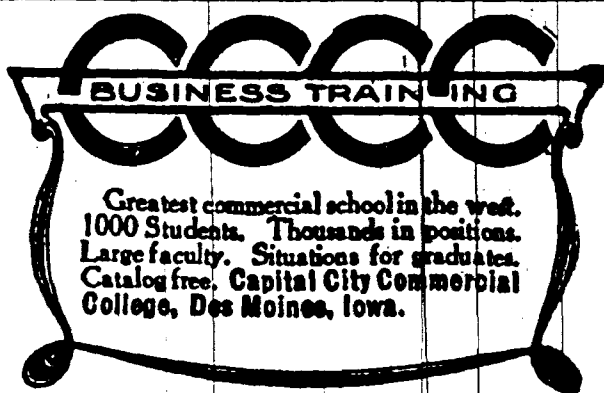 CCCC
BUSINESS TRAINING
Greatest commercial school in the west.
1000 Students. Thousands in positions.
Large faculty. Situations for graduates.
Catalog free. Capital City Commercial
College, Des Moines, Iowa.